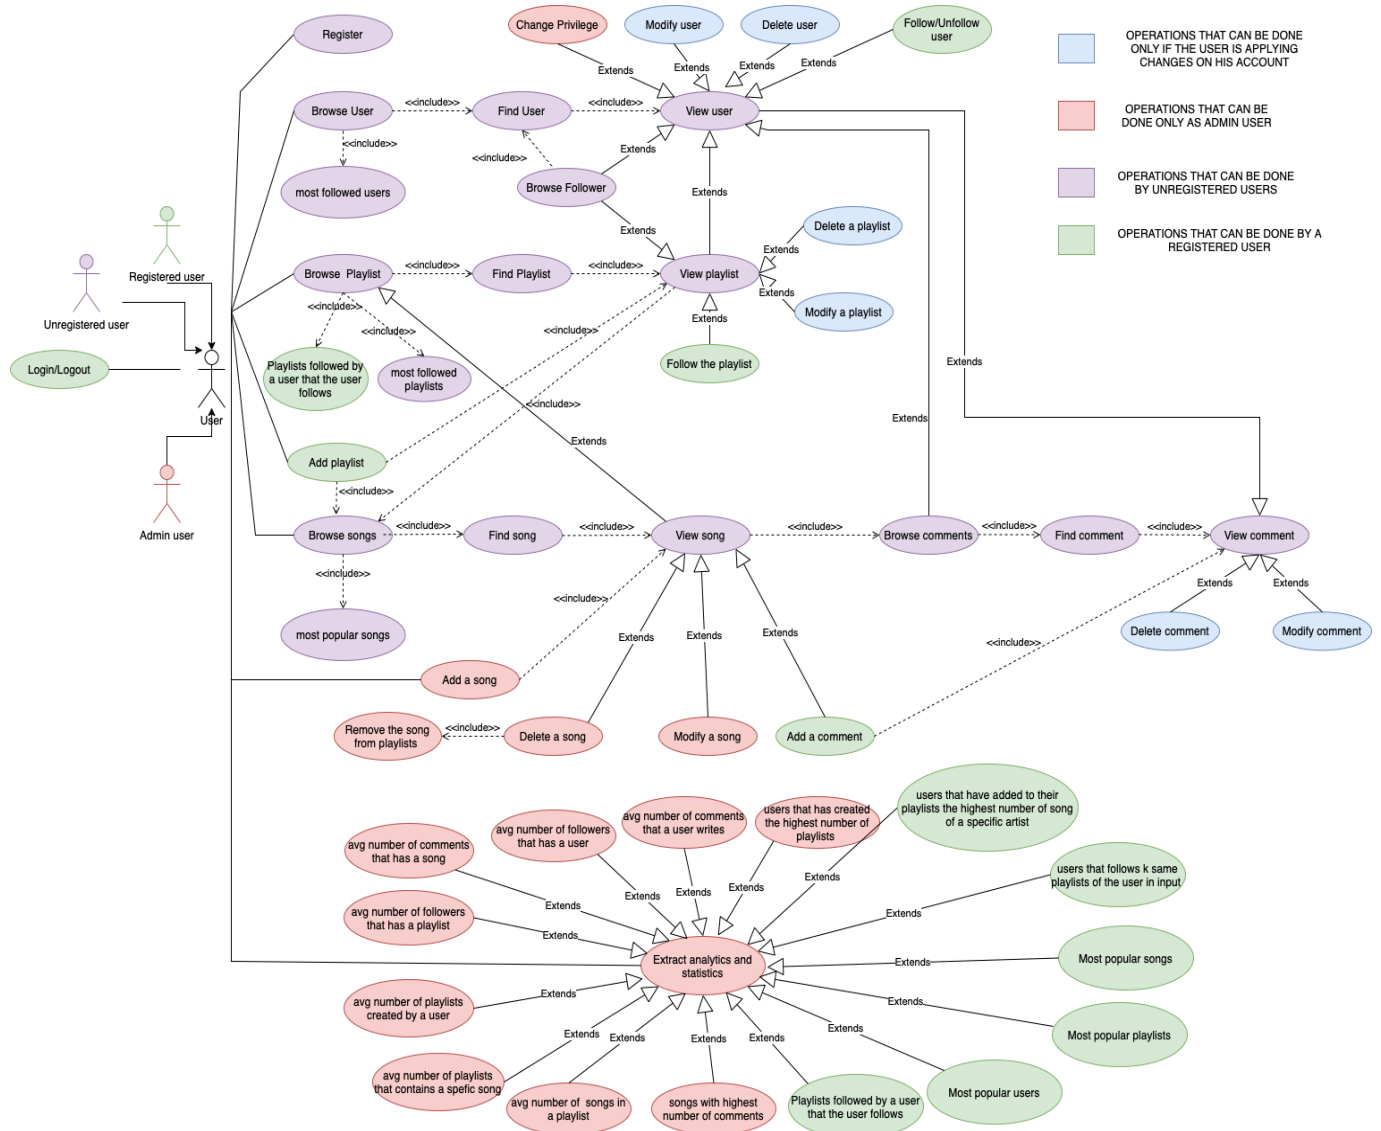 Register
Change Privilege
Modify user
Delete user
Follow/Unfollow
user
OPERATIONS THAT CAN BE DONE
ONLY IF THE USER IS APPLYING
CHANGES ON HIS ACCOUNT
Extends
Extends
Extends
Extends
Browse User
<<include>>
Find User
<<include>>
View user
OPERATIONS THAT CAN BE
DONE ONLY AS ADMIN USER
<<include>>
<<include>>
Extends
most followed users
Browse Follower
Extends
OPERATIONS THAT CAN BE DONE
BY UNREGISTERED USERS
Extends
Delete a playlist
OPERATIONS THAT CAN BE DONE BY A
REGISTERED USER
Registered user
Browse  Playlist
<<include>>
Find Playlist
<<include>>
View playlist
Extends
Extends
Modify a playlist
Unregistered user
<<include>>
<<include>>
<<include>>
Extends
Login/Logout
Playlists followed by
a user that the user
follows
most followed
playlists
Follow the playlist
Extends
User
<<include>>
Extends
Extends
Add playlist
<<include>>
Admin user
Browse songs
<<include>>
Find song
<<include>>
View song
<<include>>
Browse comments
<<include>>
Find comment
<<include>>
View comment
<<include>>
<<include>>
Extends
Extends
most popular songs
Extends
Extends
Extends
Delete comment
Modify comment
<<include>>
Add a song
Remove the song
from playlists
<<include>>
Delete a song
Modify a song
Add a comment
avg number of comments
that has a song
avg number of followers
that has a user
avg number of comments
that a user writes
users that has created
the highest number of
playlists
users that have added to their
playlists the highest number of song
of a specific artist
users that follows k same
playlists of the user in input
Extends
Extends
Extends
Extends
Extends
Extends
avg number of followers
that has a playlist
Extends
Extract analytics and
statistics
Extends
Most popular songs
avg number of playlists
created by a user
Extends
Extends
Most popular playlists
Extends
Extends
Extends
Extends
Extends
avg number of playlists
that contains a spefic song
avg number of  songs in
a playlist
songs with highest
number of comments
Playlists followed by a user
that the user follows
Most popular users